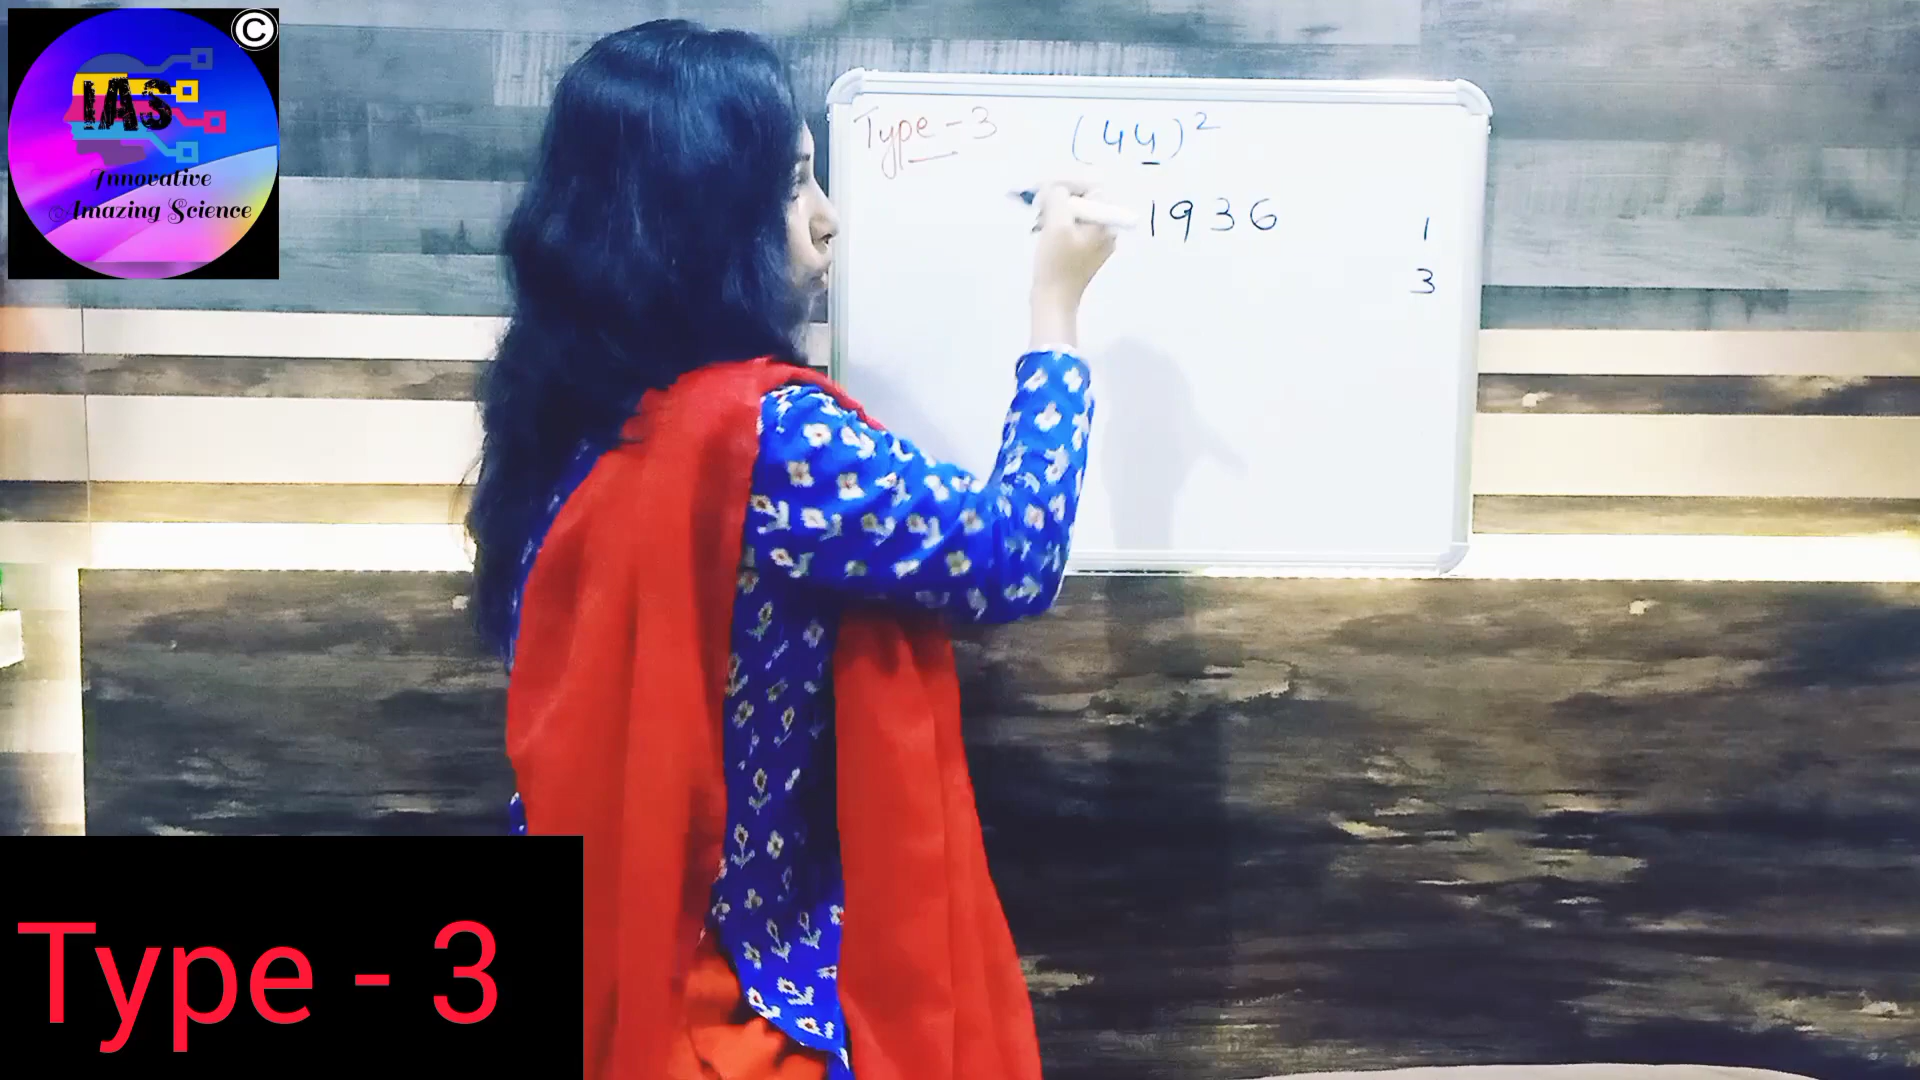 ©
IAS
Innovative
Amazing Science
Type-3
(44)²
1936
1
3
Type - 3